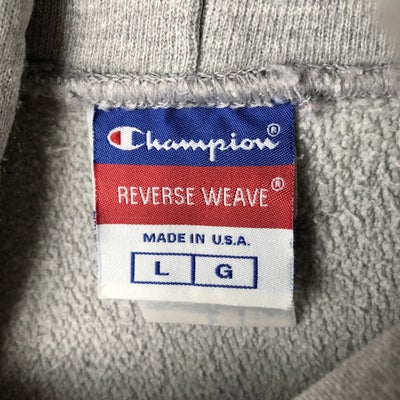 Champion®
REVERSE WEAVE®
MADE IN U.S.A.
L G